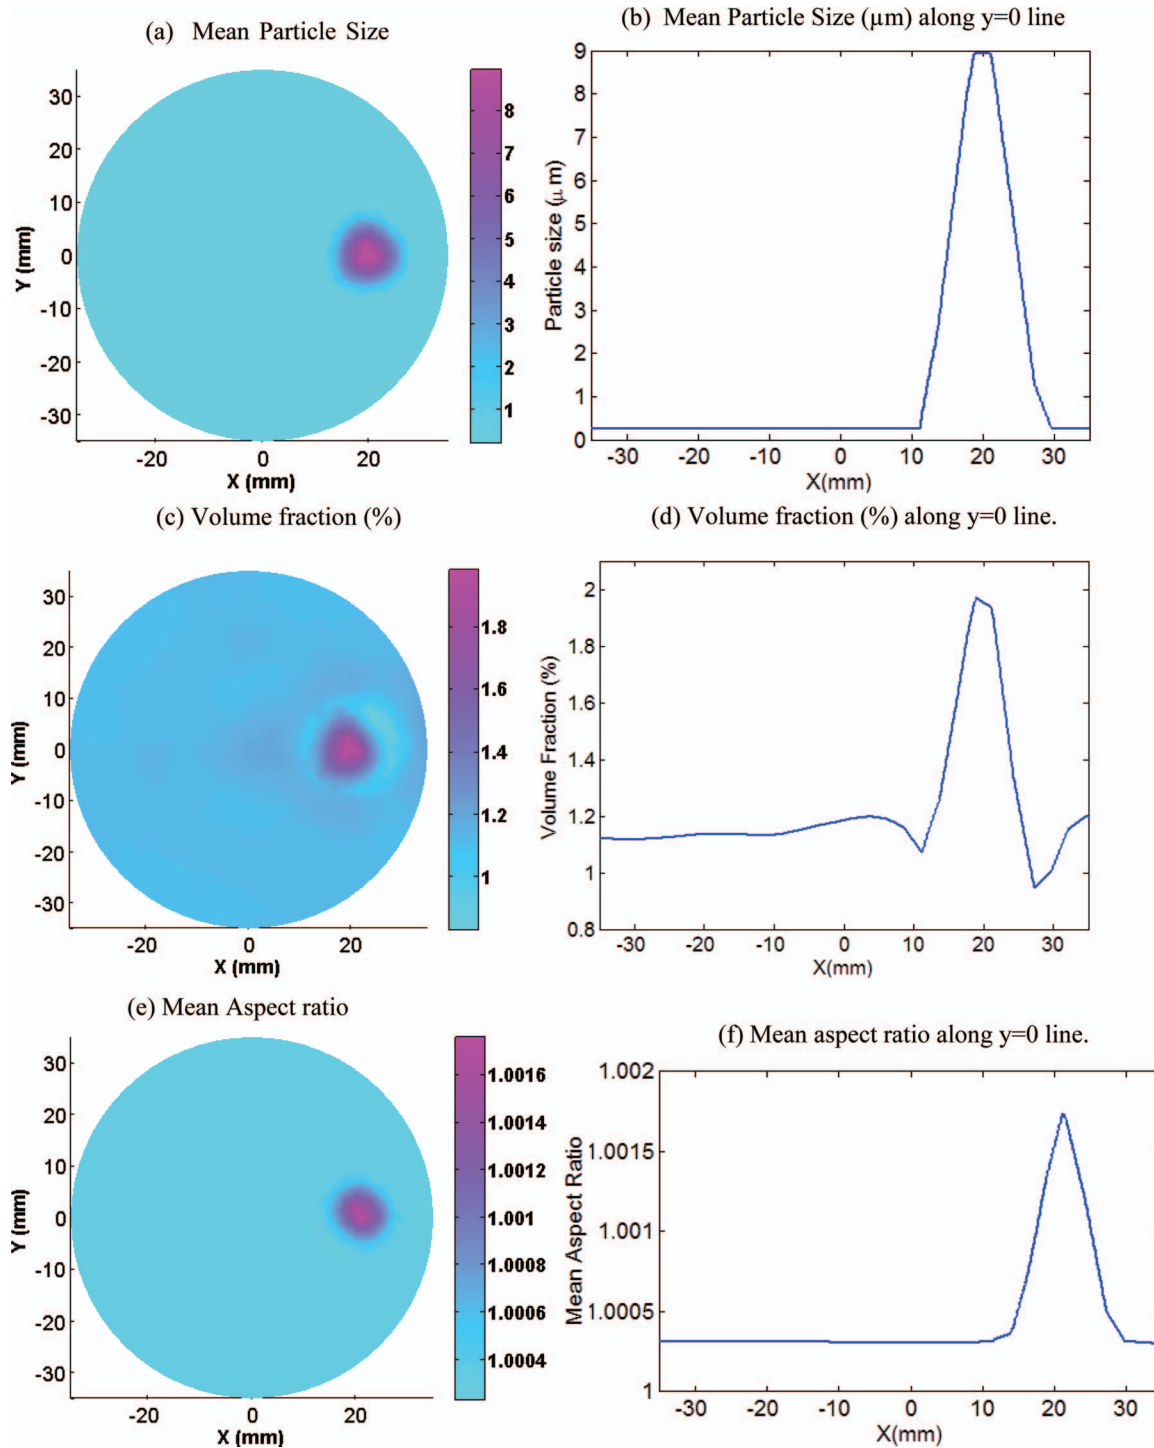 (a) Mean Particle Size
(b) Mean Particle Size (µm) along y=0 line
30
20
10
0
-10
-20
-30
Y (mm)
-20 0 20
X (mm)
8
7
6
5
4
3
2
1
9
8
7
6
5
4
3
2
1
0
Particle size (μ m)
-30 -20 -10 0 10 20 30
X(mm)
(c) Volume fraction (%)
(d) Volume fraction (%) along y=0 line.
30
20
10
0
-10
-20
-30
Y (mm)
-20 0 20
X (mm)
1.8
1.6
1.4
1.2
1
2
1.8
1.6
1.4
1.2
1
0.8
Volume Fraction (%)
-30 -20 -10 0 10 20 30
X(mm)
(e) Mean Aspect ratio
(f) Mean aspect ratio along y=0 line.
30
20
10
0
-10
-20
-30
Y (mm)
-20 0 20
X (mm)
1.0016
1.0014
1.0012
1.001
1.0008
1.0006
1.0004
1.002
1.0015
1.001
1.0005
1
Mean Aspect Ratio
-30 -20 -10 0 10 20 30
X(mm)